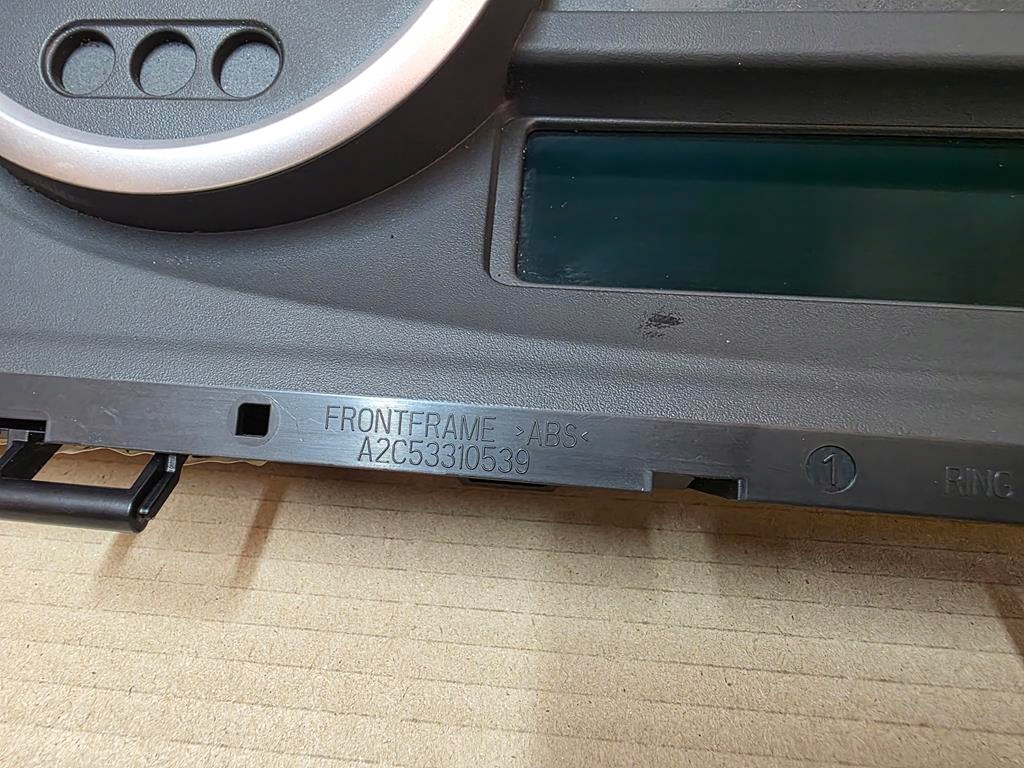 FRONTFRAME >ABS<
A2C53310539
1
RING